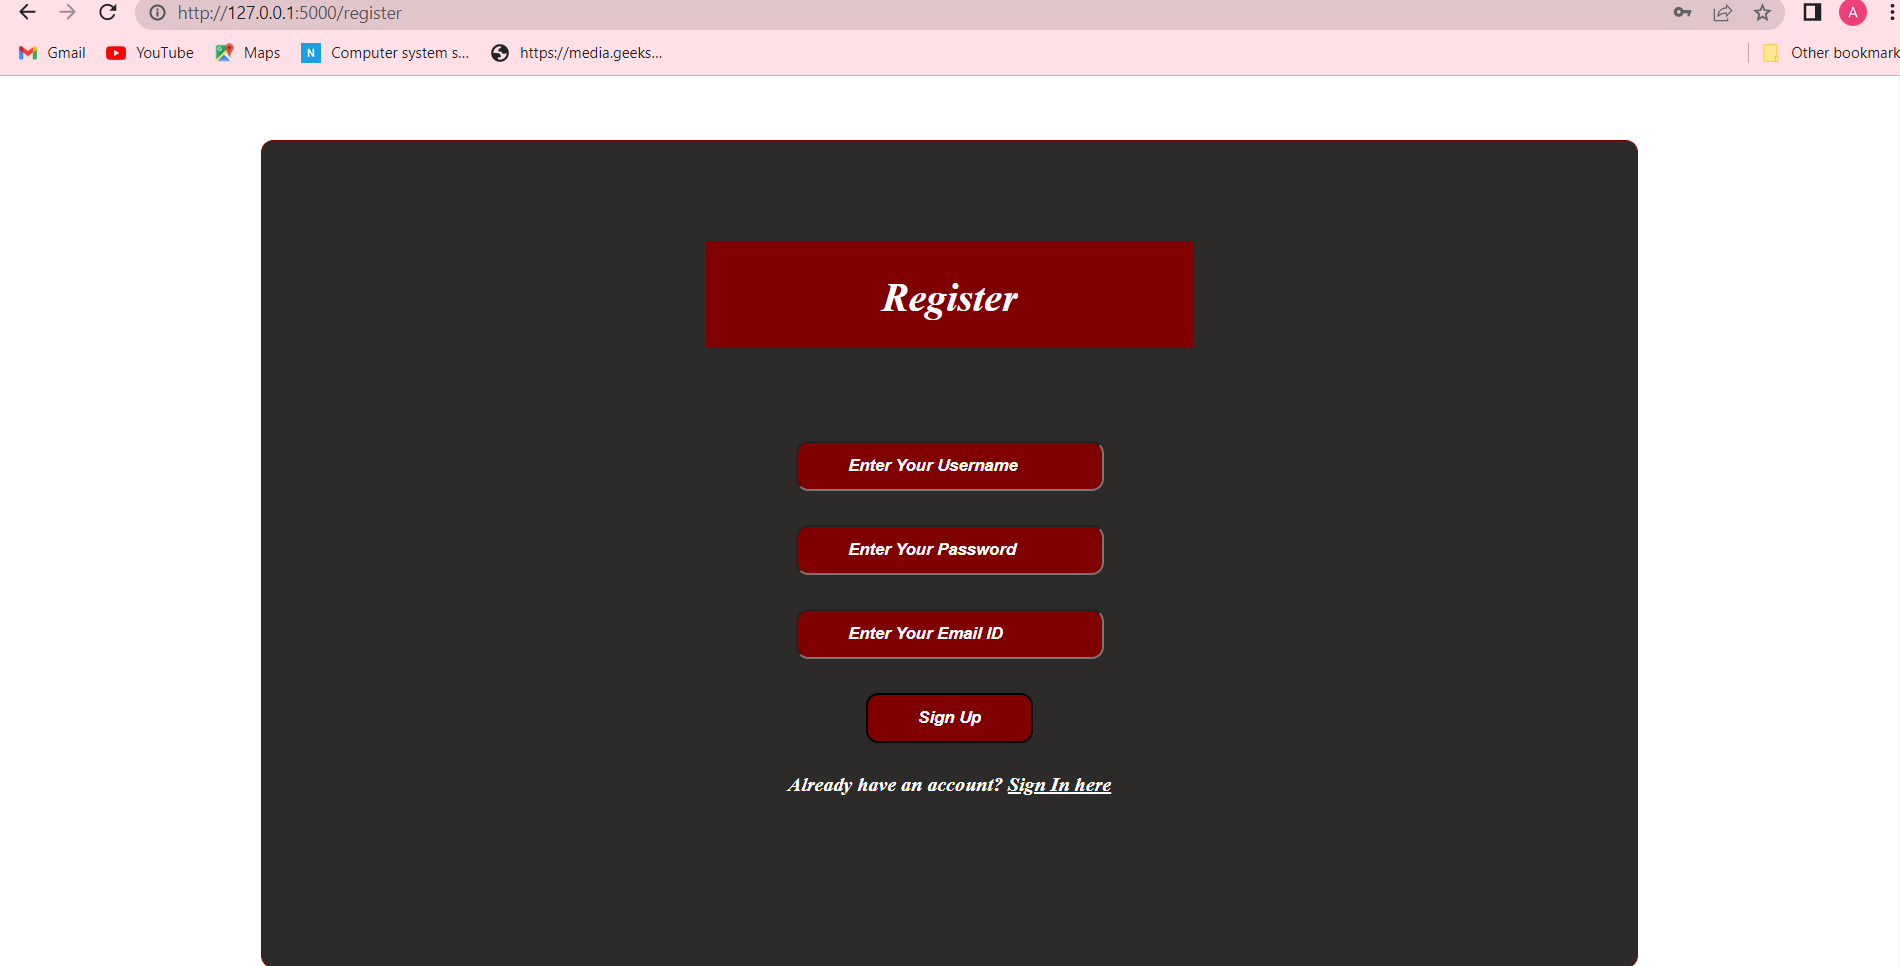 http://127.0.0.1:5000/register
A
Gmail YouTube Maps N Computer system s... https://media.geeks... Other bookmark
Register
Enter Your Username
Enter Your Password
Enter Your Email ID
Sign Up
Already have an account? Sign In here